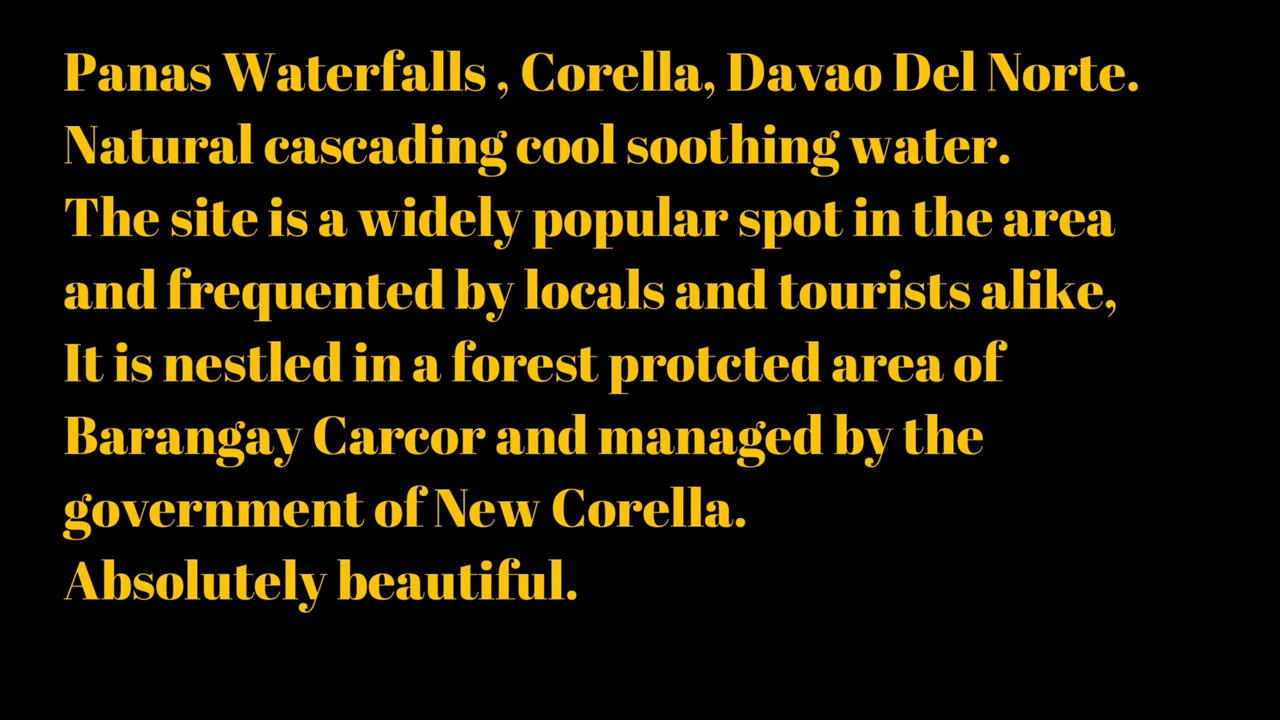 Panas Waterfalls , Corella, Davao Del Norte.
Natural cascading cool soothing water.
The site is a widely popular spot in the area
and frequented by locals and tourists alike,
It is nestled in a forest protcted area of
Barangay Carcor and managed by the
government of New Corella.
Absolutely beautiful.